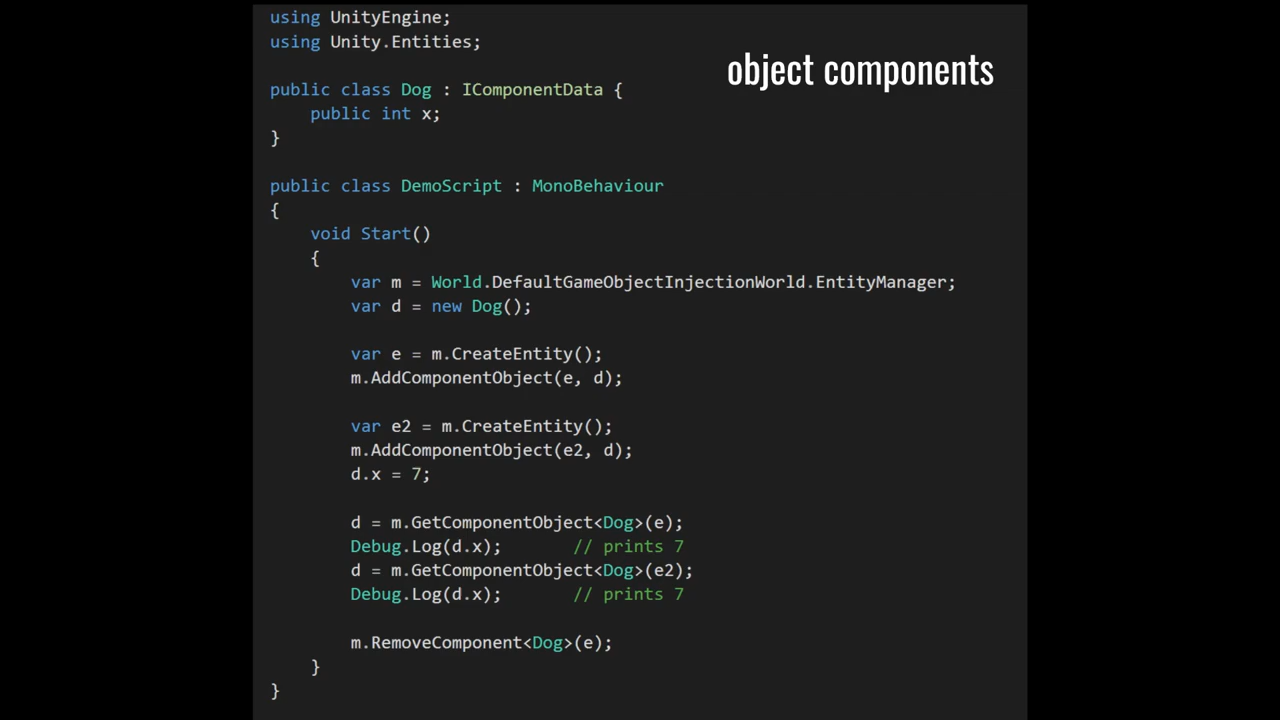 using UnityEngine;
using Unity.Entities;
object components
public class Dog : IComponentData {
    public int x;
}
public class DemoScript : MonoBehaviour
{
    void Start()
    {
        var m = World.DefaultGameObjectInjectionWorld.EntityManager;
        var d = new Dog();
        var e = m.CreateEntity();
        m.AddComponentObject(e, d);
        var e2 = m.CreateEntity();
        m.AddComponentObject(e2, d);
        d.x = 7;
        d = m.GetComponentObject<Dog>(e);
        Debug.Log(d.x);       // prints 7
        d = m.GetComponentObject<Dog>(e2);
        Debug.Log(d.x);       // prints 7
        m.RemoveComponent<Dog>(e);
    }
}